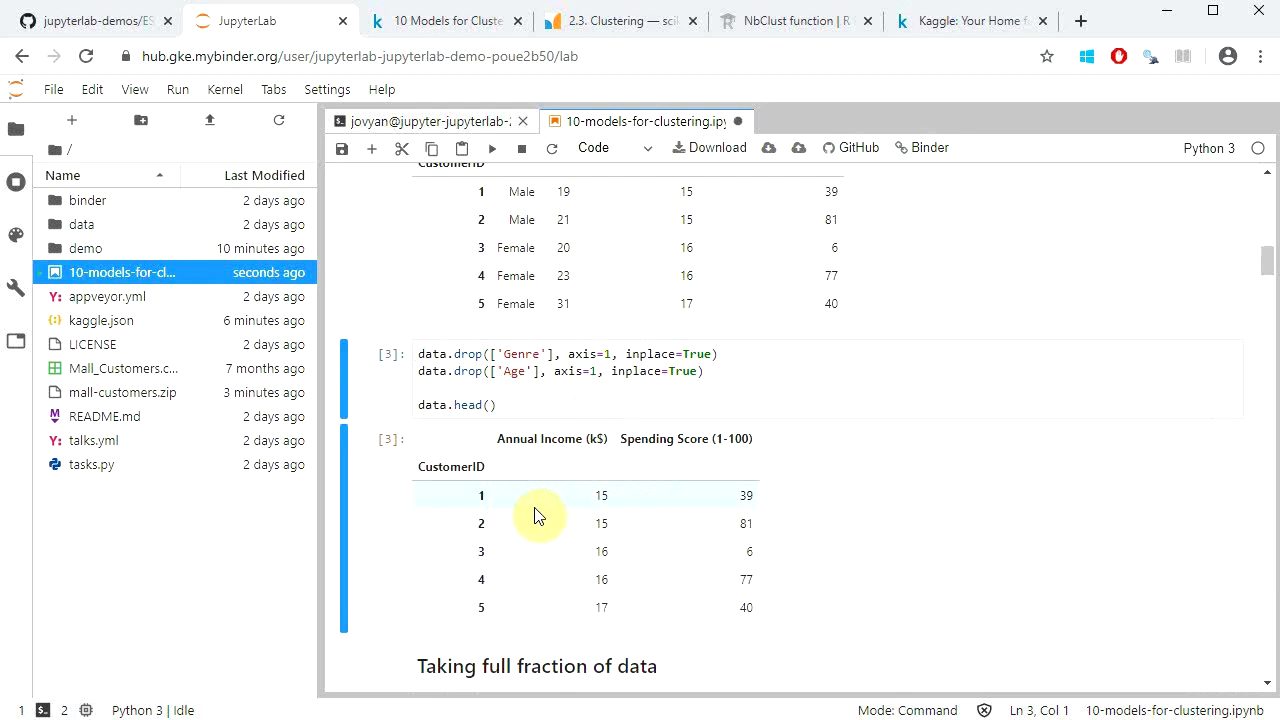 jupyterlab-demos/ES
JupyterLab
10 Models for Cluste
2.3. Clustering — sci
NbClust function | R
Kaggle: Your Home f
hub.gke.mybinder.org/user/jupyterlab-jupyterlab-demo-poue2b50/lab
File Edit View Run Kernel Tabs Settings Help
jovyan@jupyter-jupyterlab-
10-models-for-clustering.ipy
Code
Download
GitHub
Binder
Python 3
/
Name Last Modified
binder 2 days ago
data 2 days ago
demo 10 minutes ago
10-models-for-cl... seconds ago
appveyor.yml 2 days ago
kaggle.json 6 minutes ago
LICENSE 2 days ago
Mall_Customers.c... 7 months ago
mall-customers.zip 3 minutes ago
README.md 2 days ago
talks.yml 2 days ago
tasks.py 2 days ago
CustomerID
1 Male 19 15 39
2 Male 21 15 81
3 Female 20 16 6
4 Female 23 16 77
5 Female 31 17 40
[3]: data.drop(['Genre'], axis=1, inplace=True)
data.drop(['Age'], axis=1, inplace=True)
data.head()
[3]: Annual Income (k$) Spending Score (1-100)
CustomerID
1 15 39
2 15 81
3 16 6
4 16 77
5 17 40
Taking full fraction of data
1 2 Python 3 | Idle
Mode: Command Ln 3, Col 1 10-models-for-clustering.ipynb